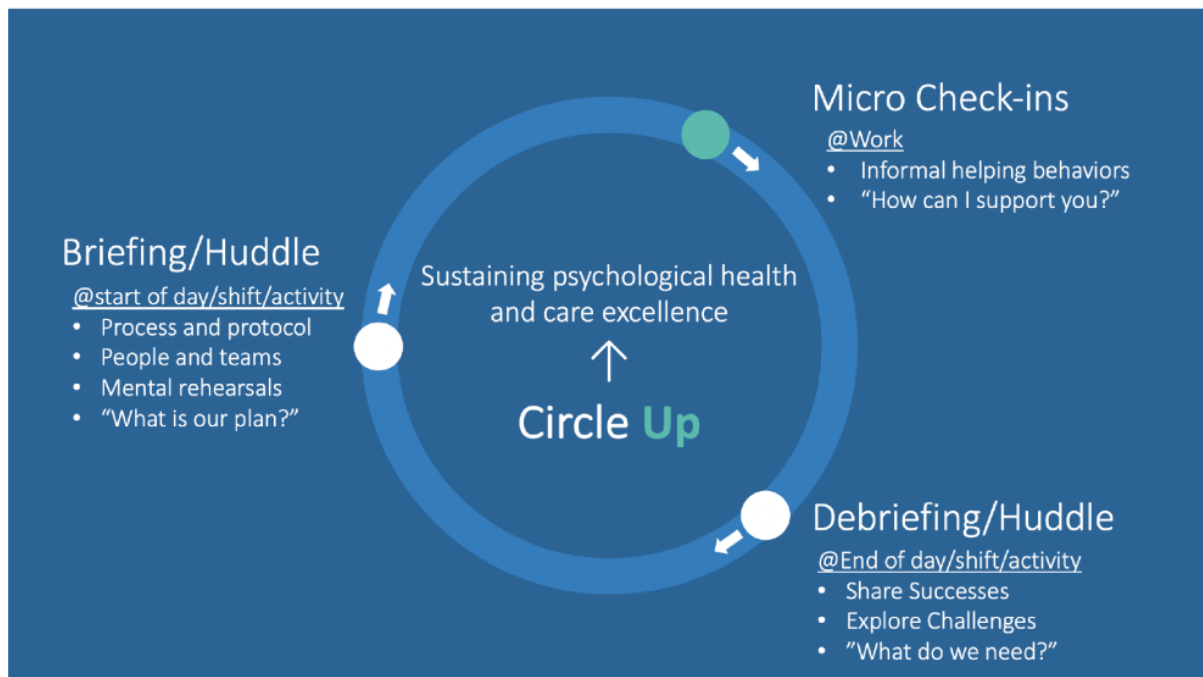 Micro Check-ins
@Work
• Informal helping behaviors
• “How can I support you?”
Briefing/Huddle
@start of day/shift/activity
• Process and protocol
• People and teams
• Mental rehearsals
• “What is our plan?”
Sustaining psychological health
and care excellence
Circle Up
Debriefing/Huddle
@End of day/shift/activity
• Share Successes
• Explore Challenges
• ”What do we need?”